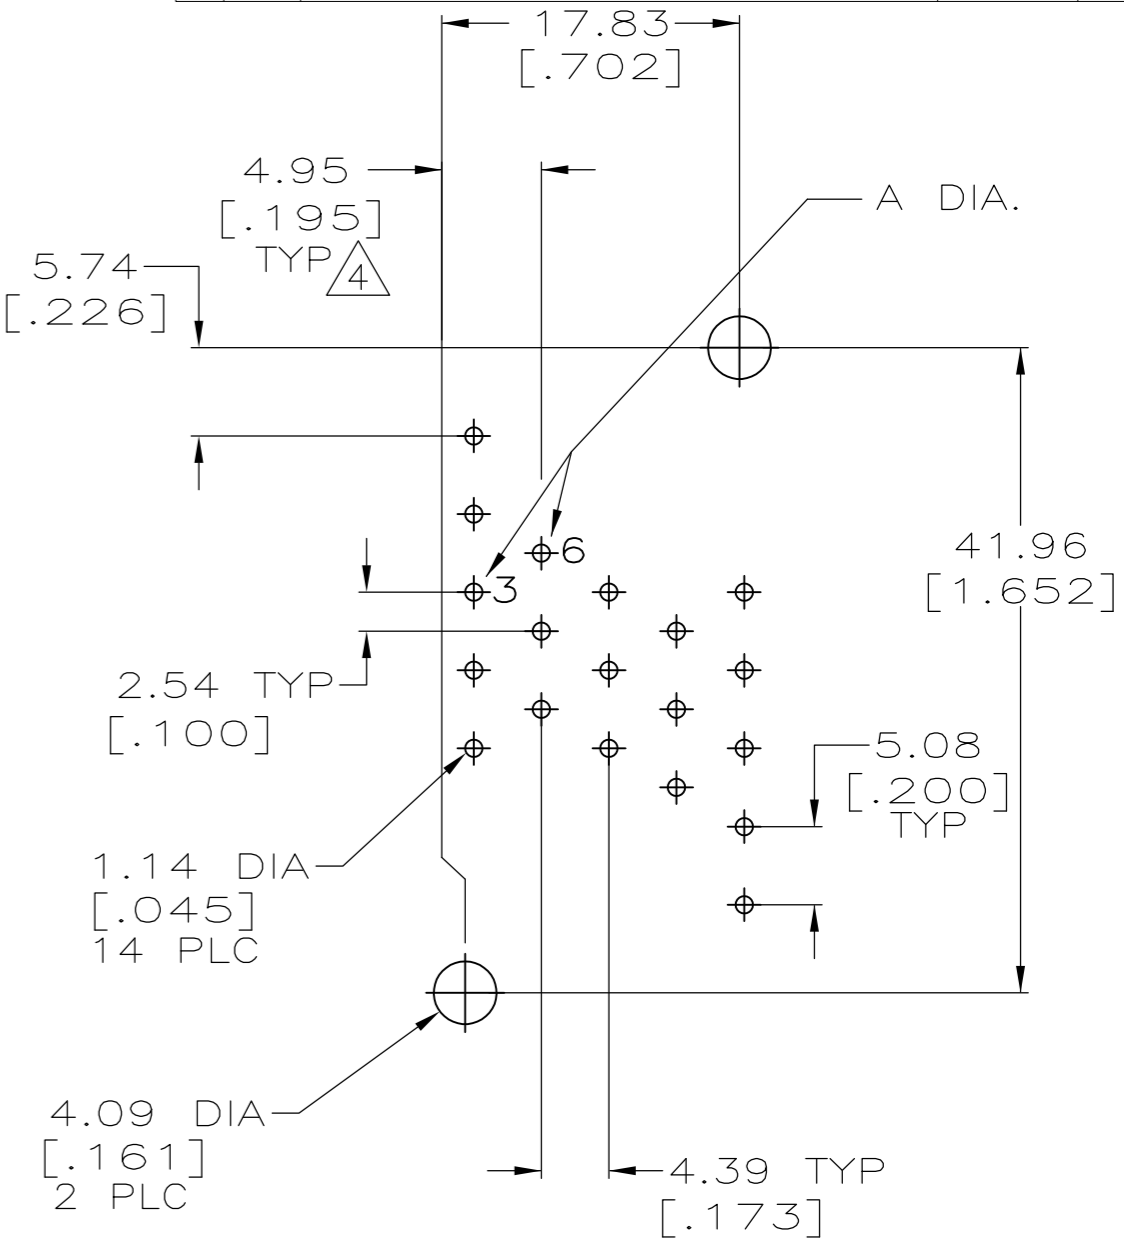 17.83
[.702]
4.95
[.195]
TYP 4
A DIA.
5.74
[.226]
6
3
41.96
[1.652]
2.54 TYP
[.100]
5.08
[.200]
TYP
1.14 DIA
[.045]
14 PLC
4.09 DIA
[.161]
2 PLC
4.39 TYP
[.173]